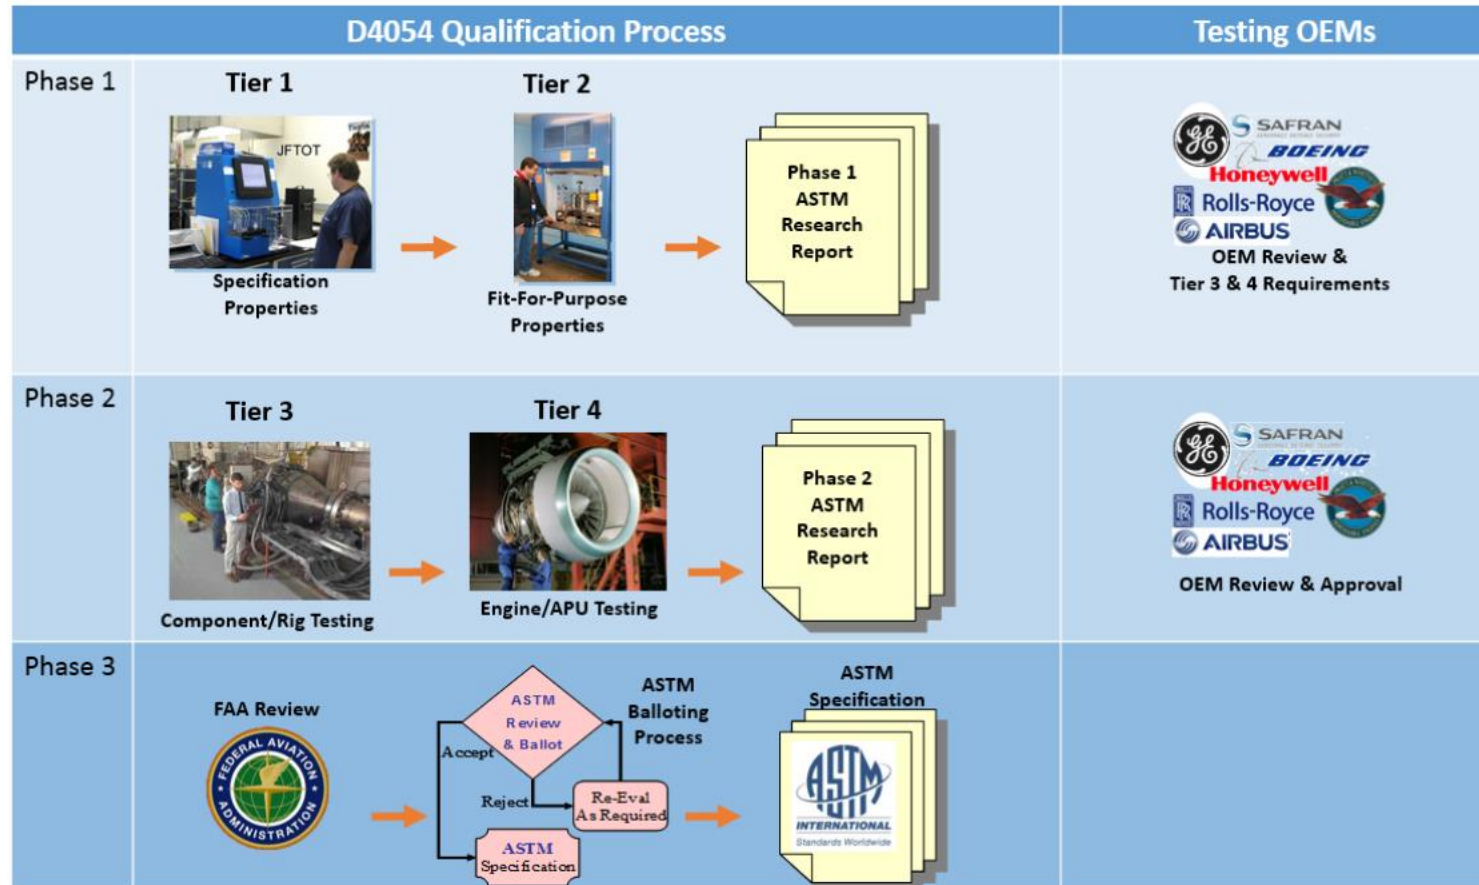 D4054 Qualification Process
Testing OEMs
Phase 1
Tier 1
JFTOT
Specification
Properties
Tier 2
Fit-For-Purpose
Properties
Phase 1
ASTM
Research
Report
GE
SAFRAN
BOEING
Honeywell
Rolls-Royce
AIRBUS
OEM Review &
Tier 3 & 4 Requirements
Phase 2
Tier 3
Component/Rig Testing
Tier 4
Engine/APU Testing
Phase 2
ASTM
Research
Report
GE
SAFRAN
BOEING
Honeywell
Rolls-Royce
AIRBUS
OEM Review & Approval
Phase 3
FAA Review
FEDERAL AVIATION
ADMINISTRATION
ASTM
Review
& Ballot
Accept
Reject
Re-Eval
As Required
ASTM
Specification
ASTM
Balloting
Process
ASTM
Specification
ASTM
INTERNATIONAL
Standards Worldwide